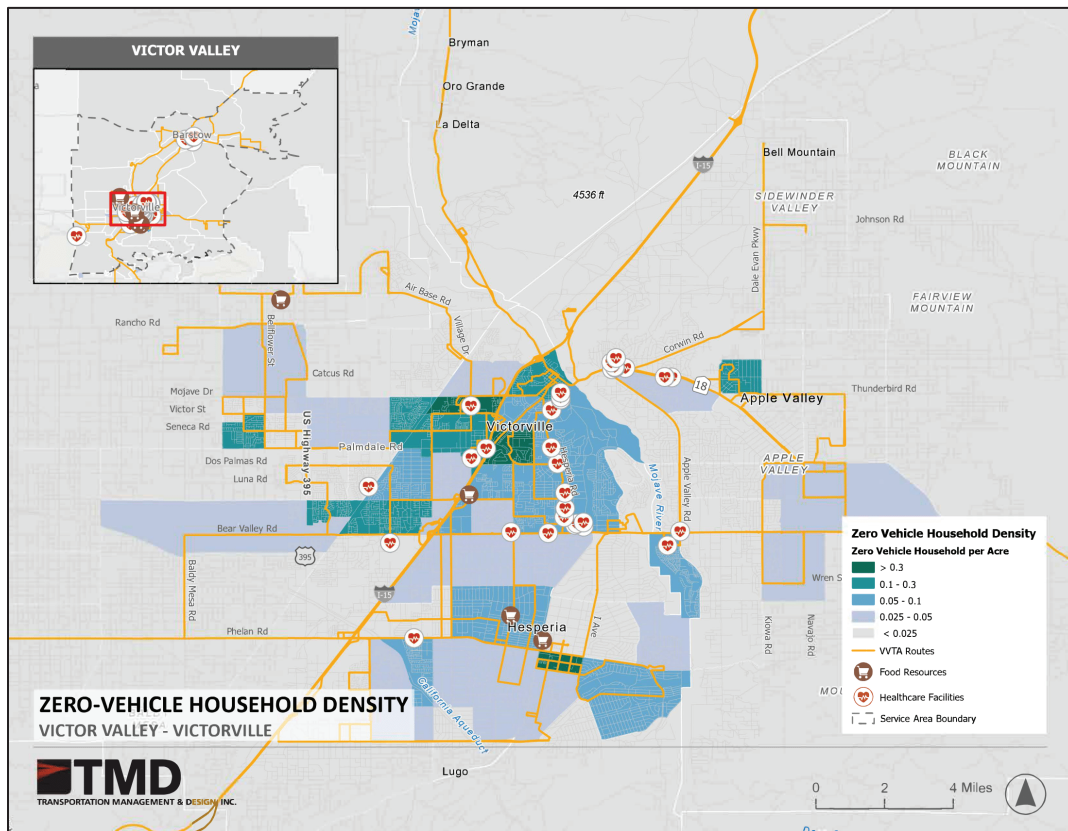 VICTOR VALLEY
Barstow
Victorville
Bryman
Oro Grande
La Delta
I-15
Bell Mountain
BLACK
MOUNTAIN
4536 ft
SIDEWINDER
VALLEY
Johnson Rd
Dale Evan Pkwy
FAIRVIEW
MOUNTAIN
Air Base Rd
Rancho Rd
Bellflower St
Village Dr
Corwin Rd
Catcus Rd
Mojave Dr
Victor St
Seneca Rd
18
Thunderbird Rd
Apple Valley
US Highway-395
Palmdale Rd
Victorville
Dos Palmas Rd
Luna Rd
Hesperia Rd
Mojave River
Apple Valley Rd
APPLE
VALLEY
Bear Valley Rd
395
Baldy Mesa Rd
I-15
Wren S
Phelan Rd
Hesperia
I Ave
Kiowa Rd
Navajo Rd
California Aqueduct
Lugo
Zero Vehicle Household Density
Zero Vehicle Household per Acre
> 0.3
0.1 - 0.3
0.05 - 0.1
0.025 - 0.05
< 0.025
VVTA Routes
Food Resources
Healthcare Facilities
Service Area Boundary
ZERO-VEHICLE HOUSEHOLD DENSITY
VICTOR VALLEY - VICTORVILLE
TMD
TRANSPORTATION MANAGEMENT & DESIGN, INC.
0 2 4 Miles